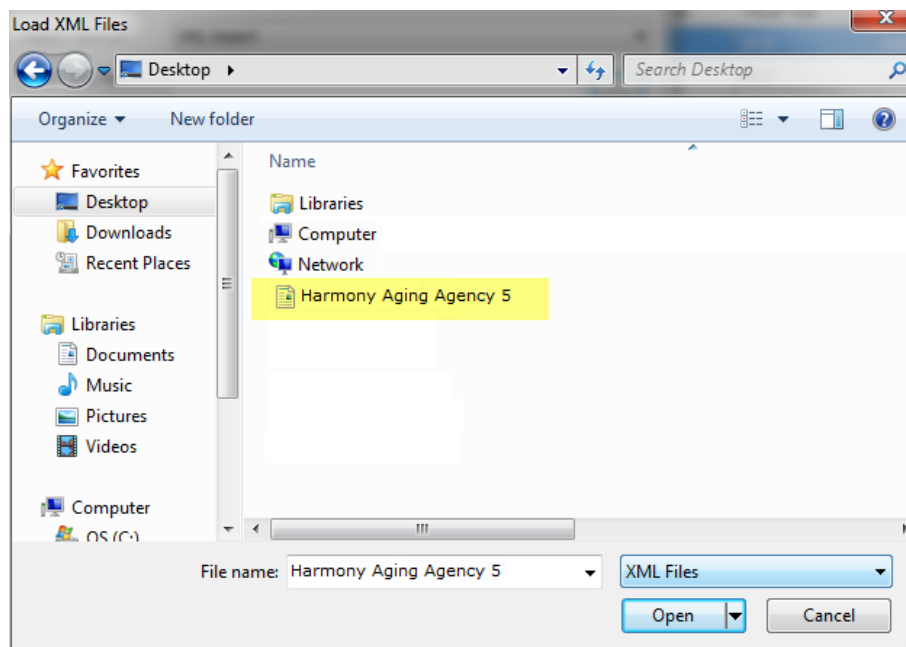 Load XML Files
Desktop
Search Desktop
Organize
New folder
Name
Favorites
Desktop
Downloads
Recent Places
Libraries
Documents
Music
Pictures
Videos
Computer
OS (C:)
Libraries
Computer
Network
Harmony Aging Agency 5
File name: Harmony Aging Agency 5
XML Files
Open
Cancel